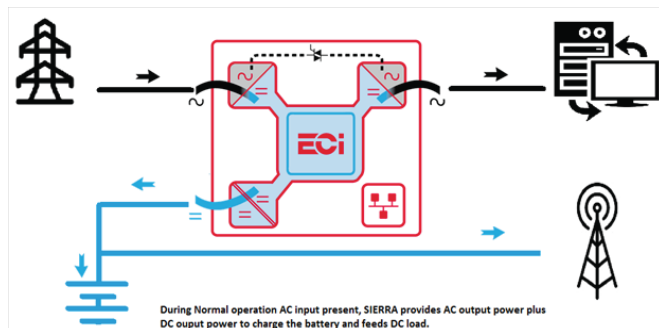 ECi
During Normal operation AC input present, SIERRA provides AC output power plus
DC ouput power to charge the battery and feeds DC load.